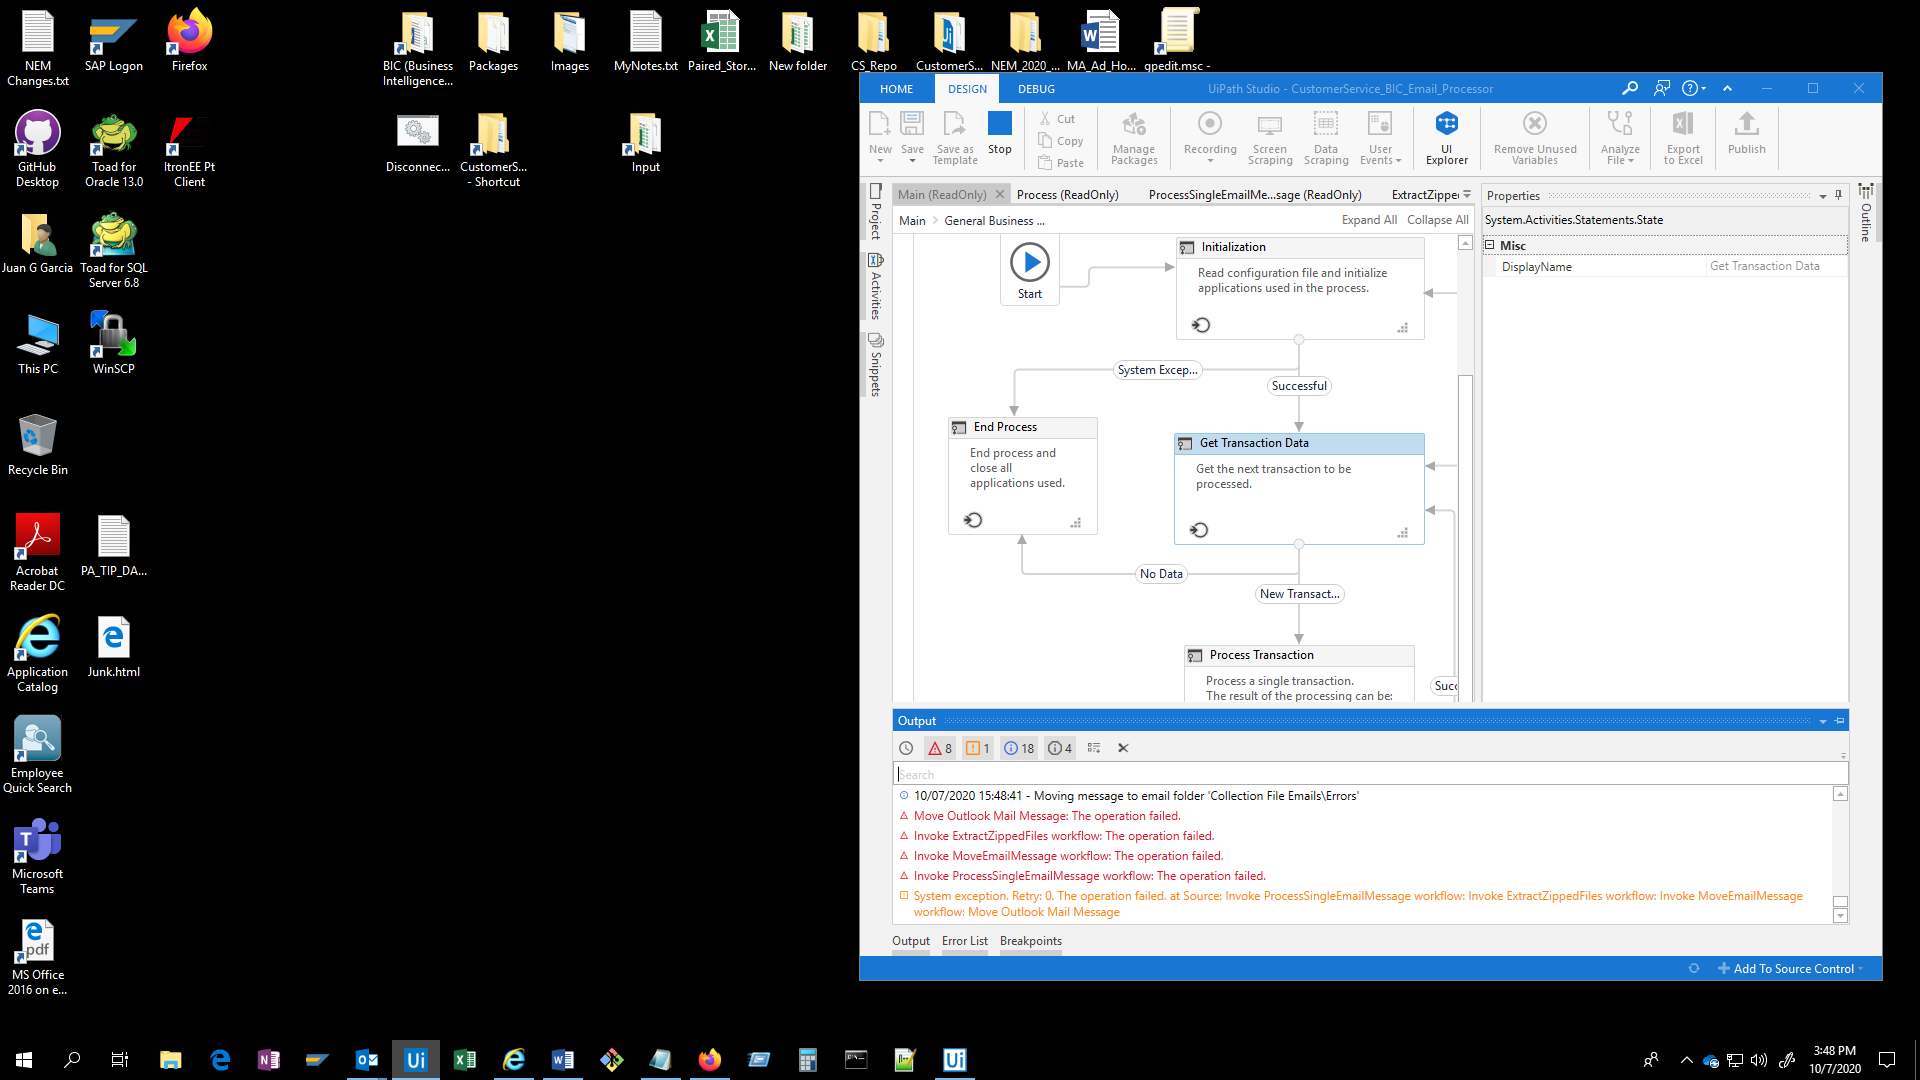 NEM
Changes.txt
SAP Logon
Firefox
BIC (Business
Intelligence...
Packages
Images
MyNotes.txt
Paired_Stor...
New folder
CS_Repo
CustomerS...
NEM_2020_...
MA_Ad_Ho...
gpedit.msc -
GitHub
Desktop
Toad for
Oracle 13.0
ItronEE Pt
Client
Disconnec...
CustomerS...
- Shortcut
Input
Juan G Garcia
Toad for SQL
Server 6.8
This PC
WinSCP
Recycle Bin
Acrobat
Reader DC
PA_TIP_DA...
Application
Catalog
Junk.html
Employee
Quick Search
Microsoft
Teams
pdf
MS Office
2016 on e...
HOME
DESIGN
DEBUG
UiPath Studio - CustomerService_BIC_Email_Processor
New
Save
Save as
Template
Stop
Cut
Copy
Paste
Manage
Packages
Recording
Screen
Scraping
Data
Scraping
User
Events
UI
Explorer
Remove Unused
Variables
Analyze
File
Export
to Excel
Publish
Project
Activities
Snippets
Main (ReadOnly)
Process (ReadOnly)
ProcessSingleEmailMe...sage (ReadOnly)
ExtractZippe
Main
General Business ...
Expand All
Collapse All
Start
Initialization
Read configuration file and initialize
applications used in the process.
System Excep...
Successful
End Process
End process and
close all
applications used.
Get Transaction Data
Get the next transaction to be
processed.
No Data
New Transact...
Process Transaction
Process a single transaction.
The result of the processing can be:
Succ
Properties
System.Activities.Statements.State
Misc
DisplayName
Get Transaction Data
Outline
Output
8
1
18
4
Search
10/07/2020 15:48:41 - Moving message to email folder 'Collection File Emails\Errors'
Move Outlook Mail Message: The operation failed.
Invoke ExtractZippedFiles workflow: The operation failed.
Invoke MoveEmailMessage workflow: The operation failed.
Invoke ProcessSingleEmailMessage workflow: The operation failed.
System exception. Retry: 0. The operation failed. at Source: Invoke ProcessSingleEmailMessage workflow: Invoke ExtractZippedFiles workflow: Invoke MoveEmailMessage
workflow: Move Outlook Mail Message
Output
Error List
Breakpoints
Add To Source Control
Ui
Ui
3:48 PM
10/7/2020